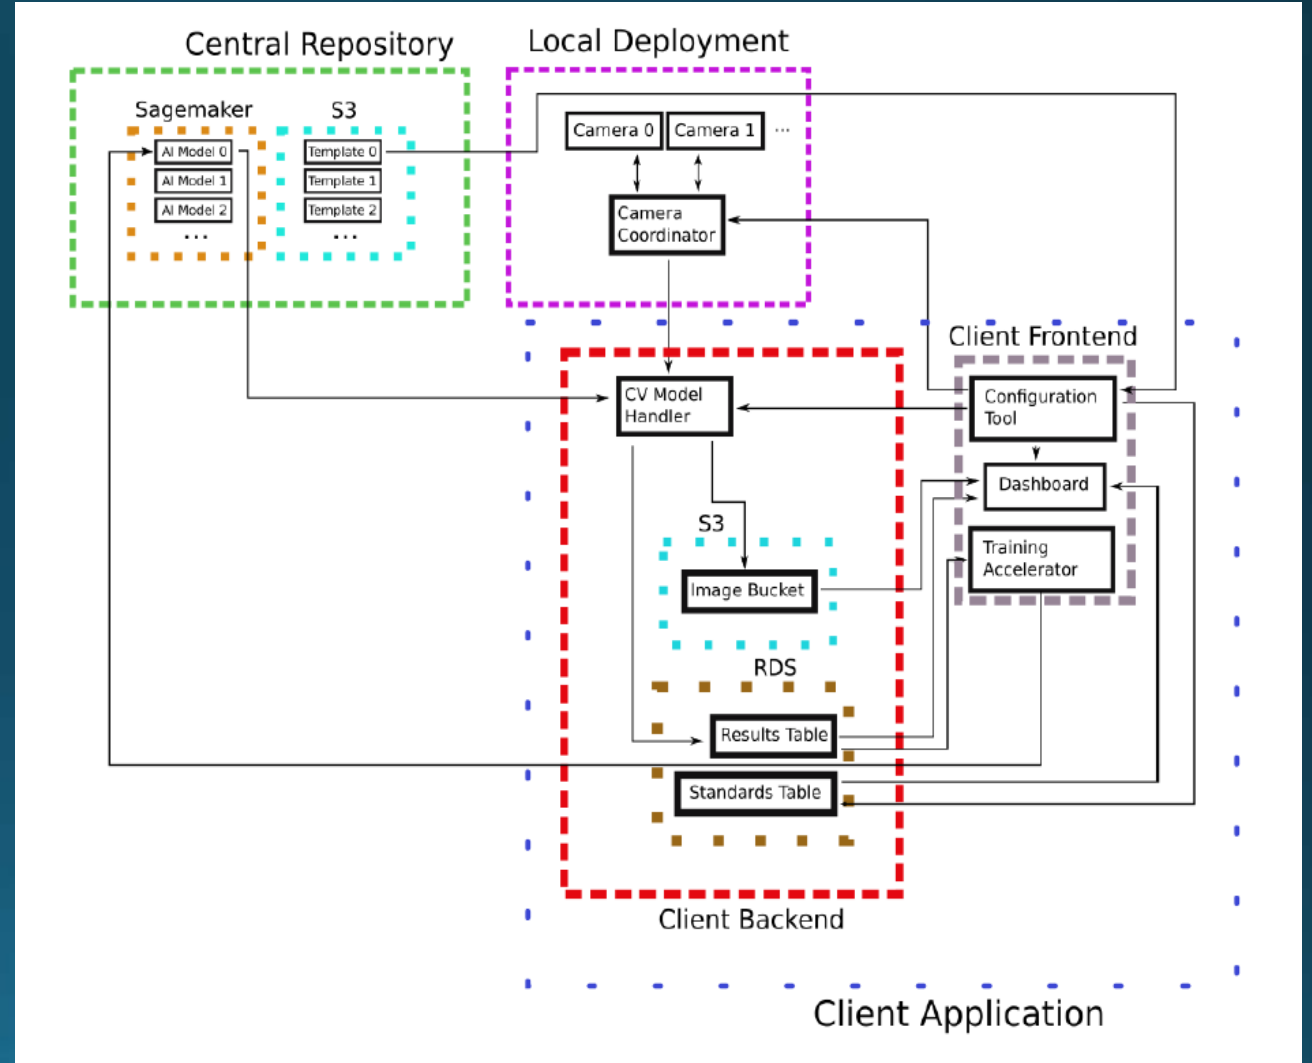 Central Repository
Local Deployment
Sagemaker
S3
AI Model 0
AI Model 1
AI Model 2
...
Template 0
Template 1
Template 2
...
Camera 0
Camera 1
...
Camera
Coordinator
Client Frontend
CV Model
Handler
Configuration
Tool
Dashboard
Training
Accelerator
S3
Image Bucket
RDS
Results Table
Standards Table
Client Backend
Client Application